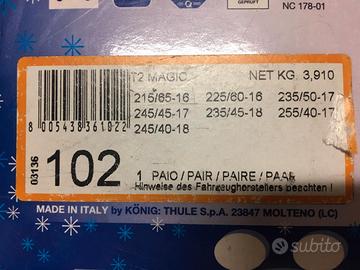 GEPRÜFT
NC 178-01
T2 MAGIC NET KG. 3,910
215/65-16 225/60-16 235/50-17
245/45-17 235/45-18 255/40-17
245/40-18
8 005438 361022
03136
102
1 PAIO / PAIR / PAIRE / PAAR
Hinweise des Fahrzeugherstellers beachten !
MADE IN ITALY by KÖNIG: THULE S.p.A. 23847 MOLTENO (LC)
subito